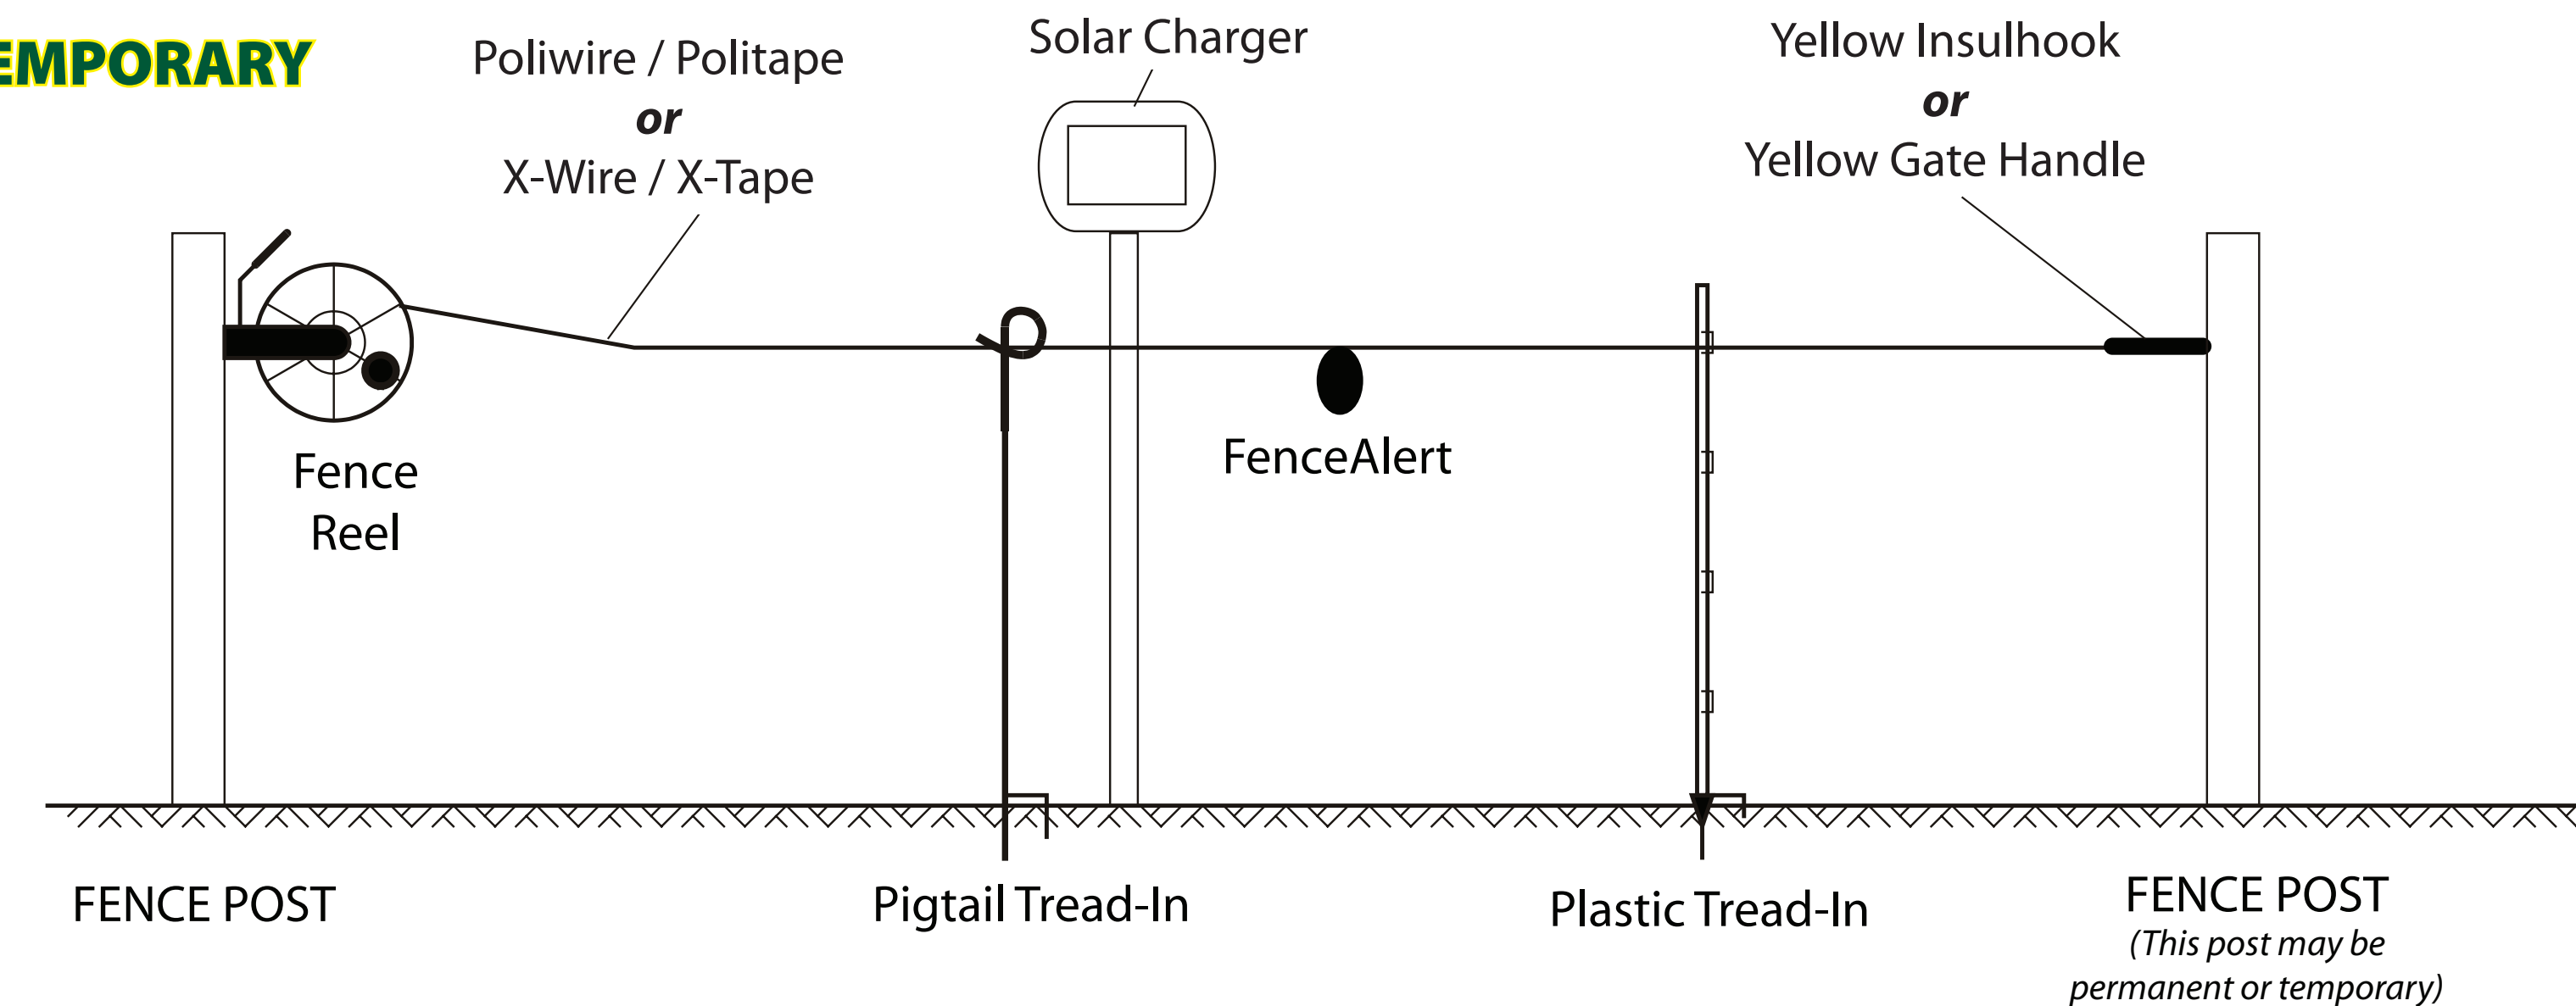 EMPORARY
Poliwire / Politape
or
X-Wire / X-Tape
Solar Charger
Yellow Insulhook
or
Yellow Gate Handle
Fence
Reel
FenceAlert
FENCE POST
Pigtail Tread-In
Plastic Tread-In
FENCE POST
(This post may be
permanent or temporary)